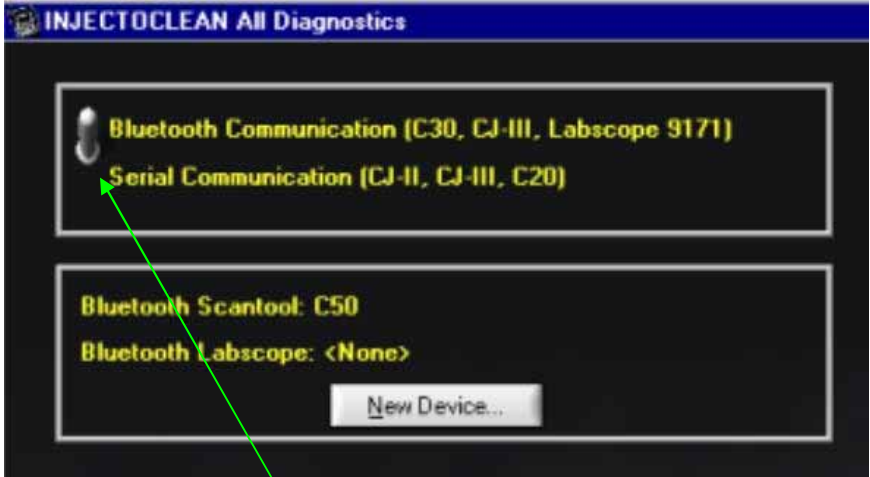 INJECTOCLEAN All Diagnostics
Bluetooth Communication (C30, CJ-III, Labscope 9171)
Serial Communication (CJ-II, CJ-III, C20)
Bluetooth Scantool: C50
Bluetooth Labscope: <None>
New Device...